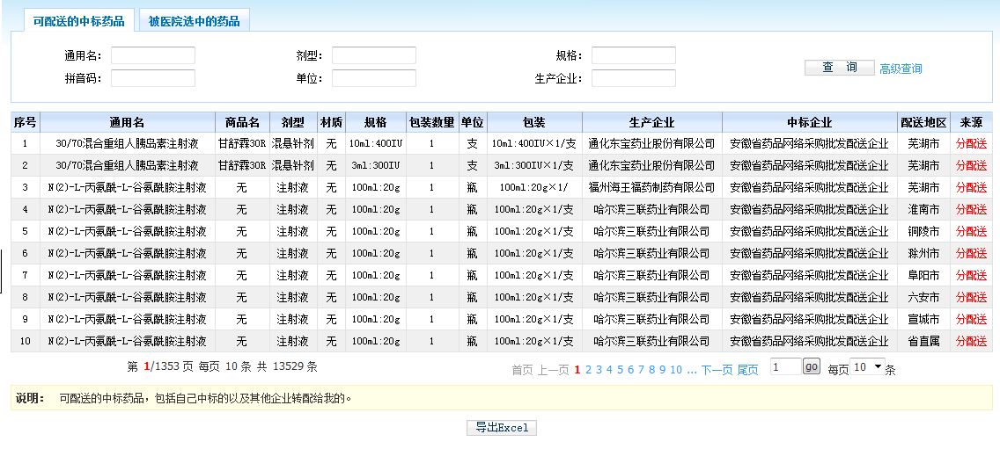 可配送的中标药品 被医院选中的药品
通用名： 剂型： 规格： 查 询 高级查询
拼音码： 单位： 生产企业：
序号 通用名 商品名 剂型 材质 规格 包装数量 单位 包装 生产企业 中标企业 配送地区 来源
1 30/70混合重组人胰岛素注射液 甘舒霖30R 混悬针剂 无 10ml:400IU 1 支 10ml:400IU×1/支 通化东宝药业股份有限公司 安徽省药品网络采购批发配送企业 芜湖市 分配送
2 30/70混合重组人胰岛素注射液 甘舒霖30R 混悬针剂 无 3ml:300IU 1 支 3ml:300IU×1/支 通化东宝药业股份有限公司 安徽省药品网络采购批发配送企业 芜湖市 分配送
3 N(2)-L-丙氨酰-L-谷氨酰胺注射液 无 注射液 无 100ml:20g 1 瓶 100ml:20g×1/ 福州海王福药制药有限公司 安徽省药品网络采购批发配送企业 芜湖市 分配送
4 N(2)-L-丙氨酰-L-谷氨酰胺注射液 无 注射液 无 100ml:20g 1 瓶 100ml:20g×1/支 哈尔滨三联药业有限公司 安徽省药品网络采购批发配送企业 淮南市 分配送
5 N(2)-L-丙氨酰-L-谷氨酰胺注射液 无 注射液 无 100ml:20g 1 瓶 100ml:20g×1/支 哈尔滨三联药业有限公司 安徽省药品网络采购批发配送企业 铜陵市 分配送
6 N(2)-L-丙氨酰-L-谷氨酰胺注射液 无 注射液 无 100ml:20g 1 瓶 100ml:20g×1/支 哈尔滨三联药业有限公司 安徽省药品网络采购批发配送企业 滁州市 分配送
7 N(2)-L-丙氨酰-L-谷氨酰胺注射液 无 注射液 无 100ml:20g 1 瓶 100ml:20g×1/支 哈尔滨三联药业有限公司 安徽省药品网络采购批发配送企业 阜阳市 分配送
8 N(2)-L-丙氨酰-L-谷氨酰胺注射液 无 注射液 无 100ml:20g 1 瓶 100ml:20g×1/支 哈尔滨三联药业有限公司 安徽省药品网络采购批发配送企业 六安市 分配送
9 N(2)-L-丙氨酰-L-谷氨酰胺注射液 无 注射液 无 100ml:20g 1 瓶 100ml:20g×1/支 哈尔滨三联药业有限公司 安徽省药品网络采购批发配送企业 宣城市 分配送
10 N(2)-L-丙氨酰-L-谷氨酰胺注射液 无 注射液 无 100ml:20g 1 瓶 100ml:20g×1/支 哈尔滨三联药业有限公司 安徽省药品网络采购批发配送企业 省直属 分配送
第 1/1353 页 每页 10 条 共 13529 条 首页 上一页 1 2 3 4 5 6 7 8 9 10 ... 下一页 尾页 1 go 每页 10 条
说明： 可配送的中标药品，包括自己中标的以及其他企业转配给我的。
导出Excel